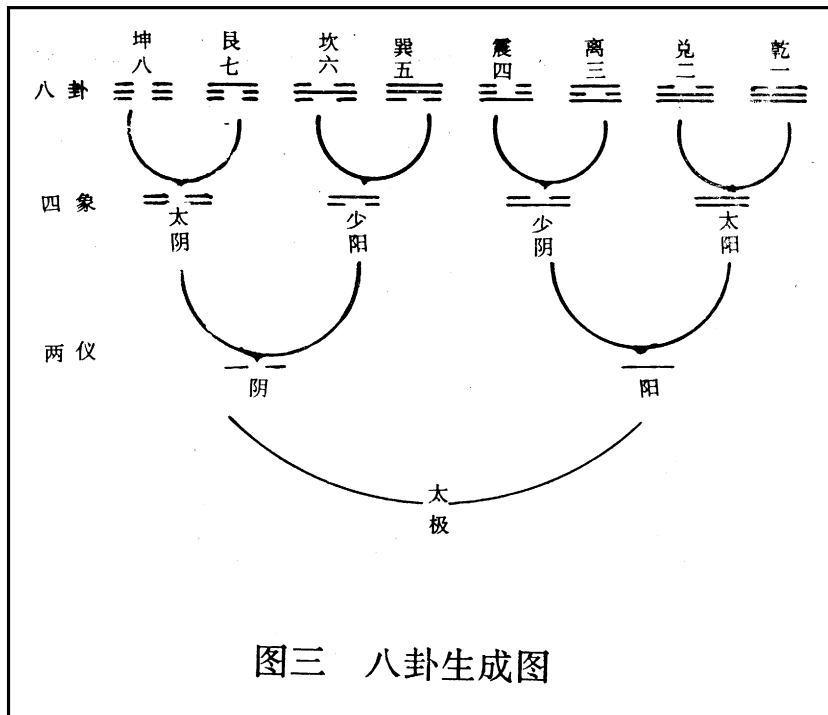 坤八 艮七 坎六 巽五 震四 离三 兑二 乾一
八卦
四象
太阴 少阳 少阴 太阳
两仪
阴 阳
太极
图三 八卦生成图